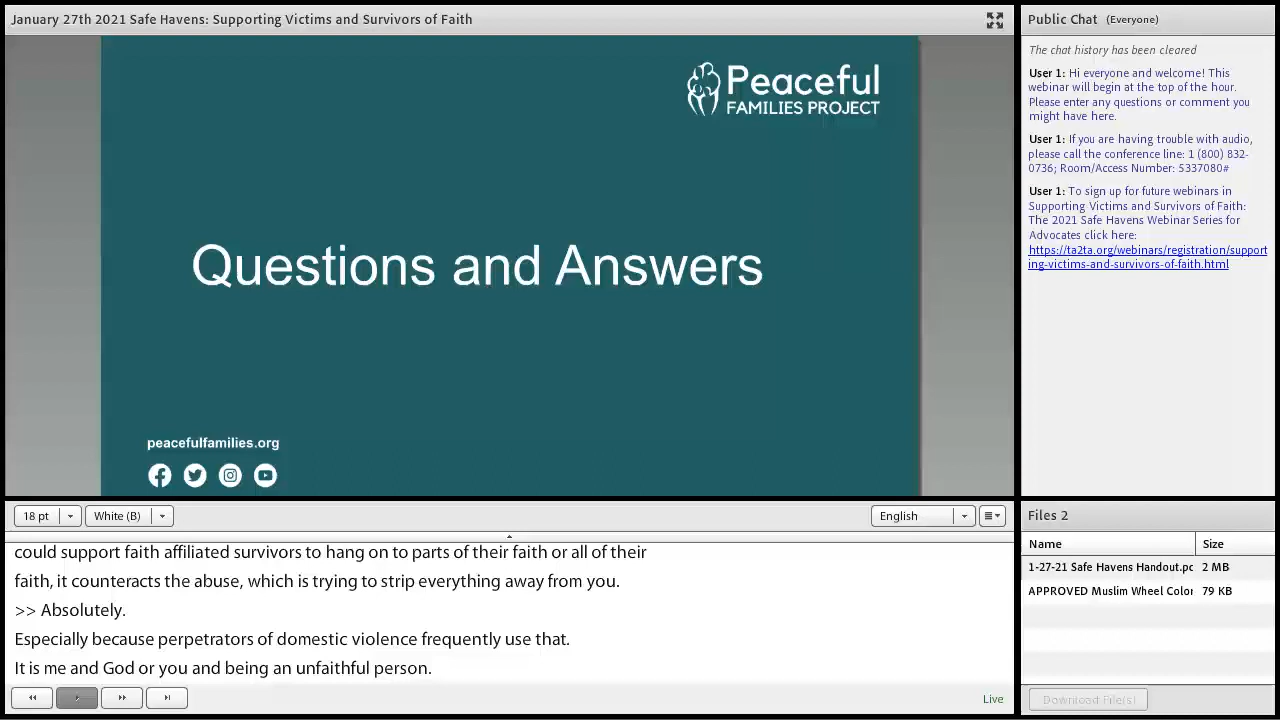 January 27th 2021 Safe Havens: Supporting Victims and Survivors of Faith
Peaceful
FAMILIES PROJECT
Questions and Answers
peacefulfamilies.org
18 pt
White (B)
English
could support faith affiliated survivors to hang on to parts of their faith or all of their
faith, it counteracts the abuse, which is trying to strip everything away from you.
>> Absolutely.
Especially because perpetrators of domestic violence frequently use that.
It is me and God or you and being an unfaithful person.
Live
Public Chat (Everyone)
The chat history has been cleared
User 1: Hi everyone and welcome! This
webinar will begin at the top of the hour.
Please enter any questions or comment you
might have here.
User 1: If you are having trouble with audio,
please call the conference line: 1 (800) 832-
0736; Room/Access Number: 5337080#
User 1: To sign up for future webinars in
Supporting Victims and Survivors of Faith:
The 2021 Safe Havens Webinar Series for
Advocates click here:
https://ta2ta.org/webinars/registration/support
ing-victims-and-survivors-of-faith.html
Files 2
Name Size
1-27-21 Safe Havens Handout.pc 2 MB
APPROVED Muslim Wheel Color 79 KB
Download File(s)